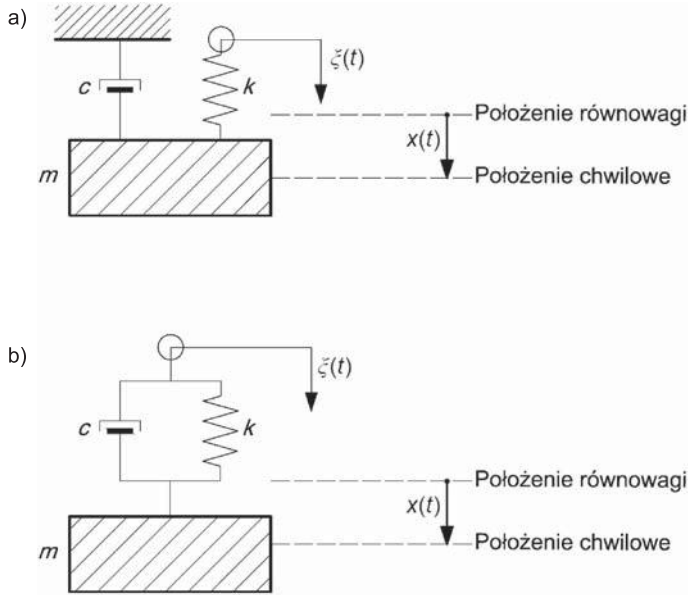 a)
ξ(t)
c
k
Położenie równowagi
x(t)
m
Położenie chwilowe
b)
ξ(t)
c
k
Położenie równowagi
x(t)
m
Położenie chwilowe